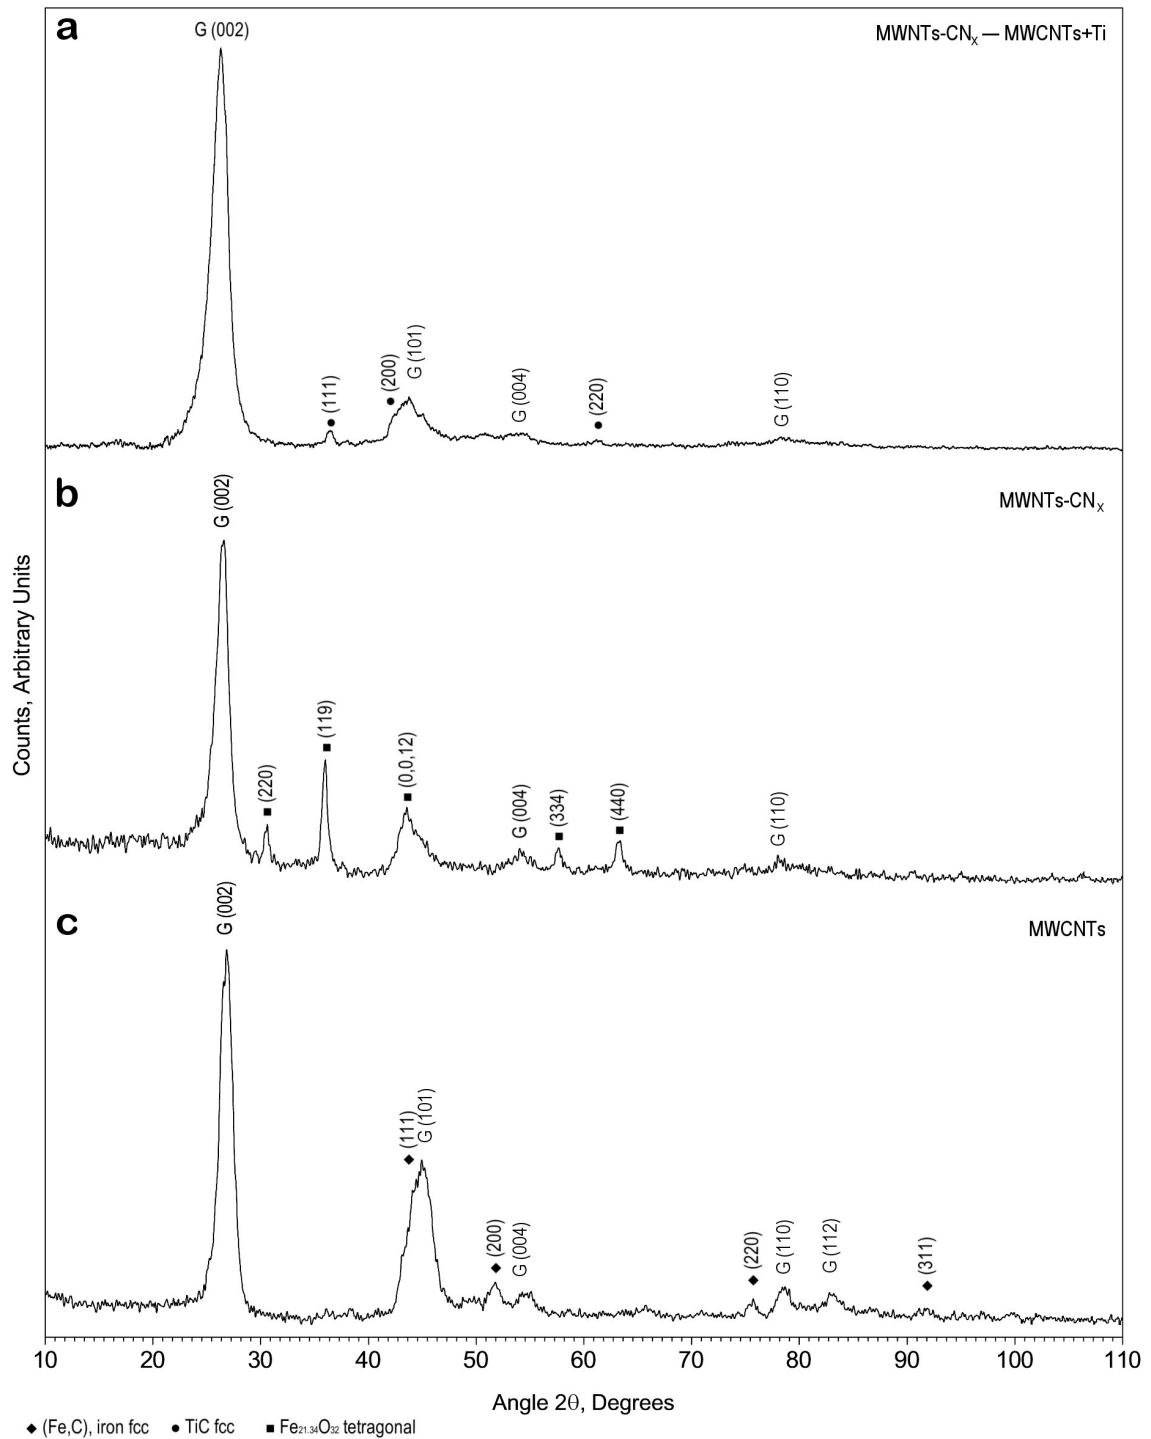 a
G (002)
MWNTs-CNₓ — MWCNTs+Ti
● (111)
● (200)
G (101)
G (004)
● (220)
G (110)
b
G (002)
MWNTs-CNₓ
■ (220)
■ (119)
■ (0,0,12)
G (004)
■ (334)
■ (440)
G (110)
c
G (002)
MWCNTs
◆ (111)
G (101)
◆ (200)
G (004)
◆ (220)
G (110)
G (112)
◆ (311)
Counts, Arbitrary Units
10 20 30 40 50 60 70 80 90 100 110
Angle 2θ, Degrees
◆ (Fe,C), iron fcc ● TiC fcc ■ Fe₂₁.₃₄O₃₂ tetragonal